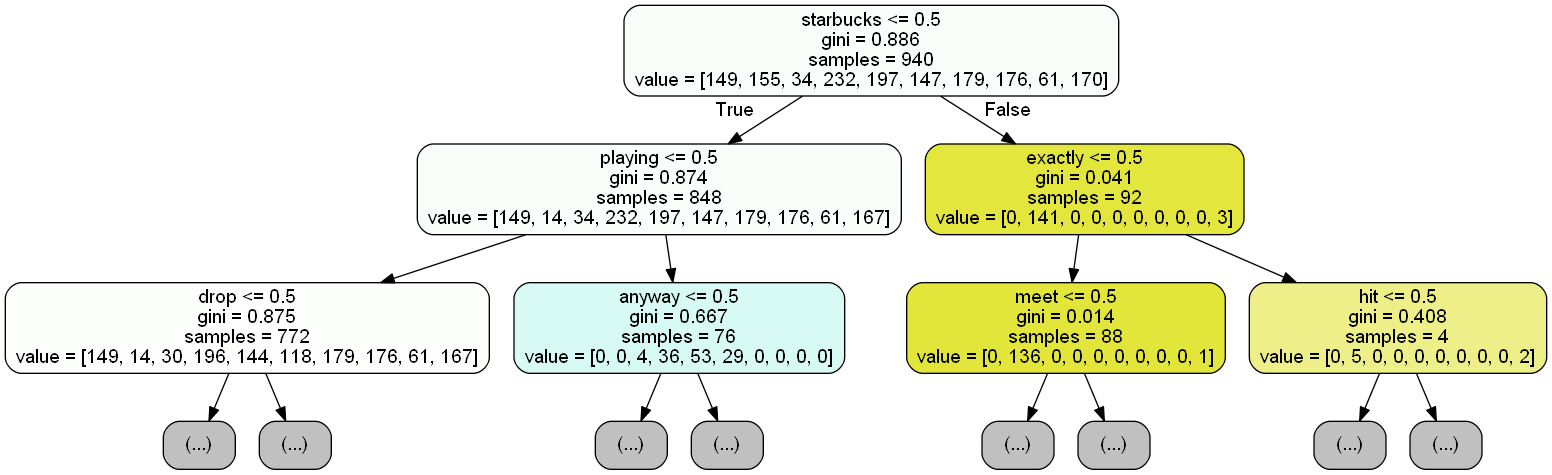 starbucks <= 0.5
gini = 0.886
samples = 940
value = [149, 155, 34, 232, 197, 147, 179, 176, 61, 170]
True
False
playing <= 0.5
gini = 0.874
samples = 848
value = [149, 14, 34, 232, 197, 147, 179, 176, 61, 167]
exactly <= 0.5
gini = 0.041
samples = 92
value = [0, 141, 0, 0, 0, 0, 0, 0, 0, 3]
drop <= 0.5
gini = 0.875
samples = 772
value = [149, 14, 30, 196, 144, 118, 179, 176, 61, 167]
anyway <= 0.5
gini = 0.667
samples = 76
value = [0, 0, 4, 36, 53, 29, 0, 0, 0, 0]
meet <= 0.5
gini = 0.014
samples = 88
value = [0, 136, 0, 0, 0, 0, 0, 0, 0, 1]
hit <= 0.5
gini = 0.408
samples = 4
value = [0, 5, 0, 0, 0, 0, 0, 0, 0, 2]
(...)
(...)
(...)
(...)
(...)
(...)
(...)
(...)